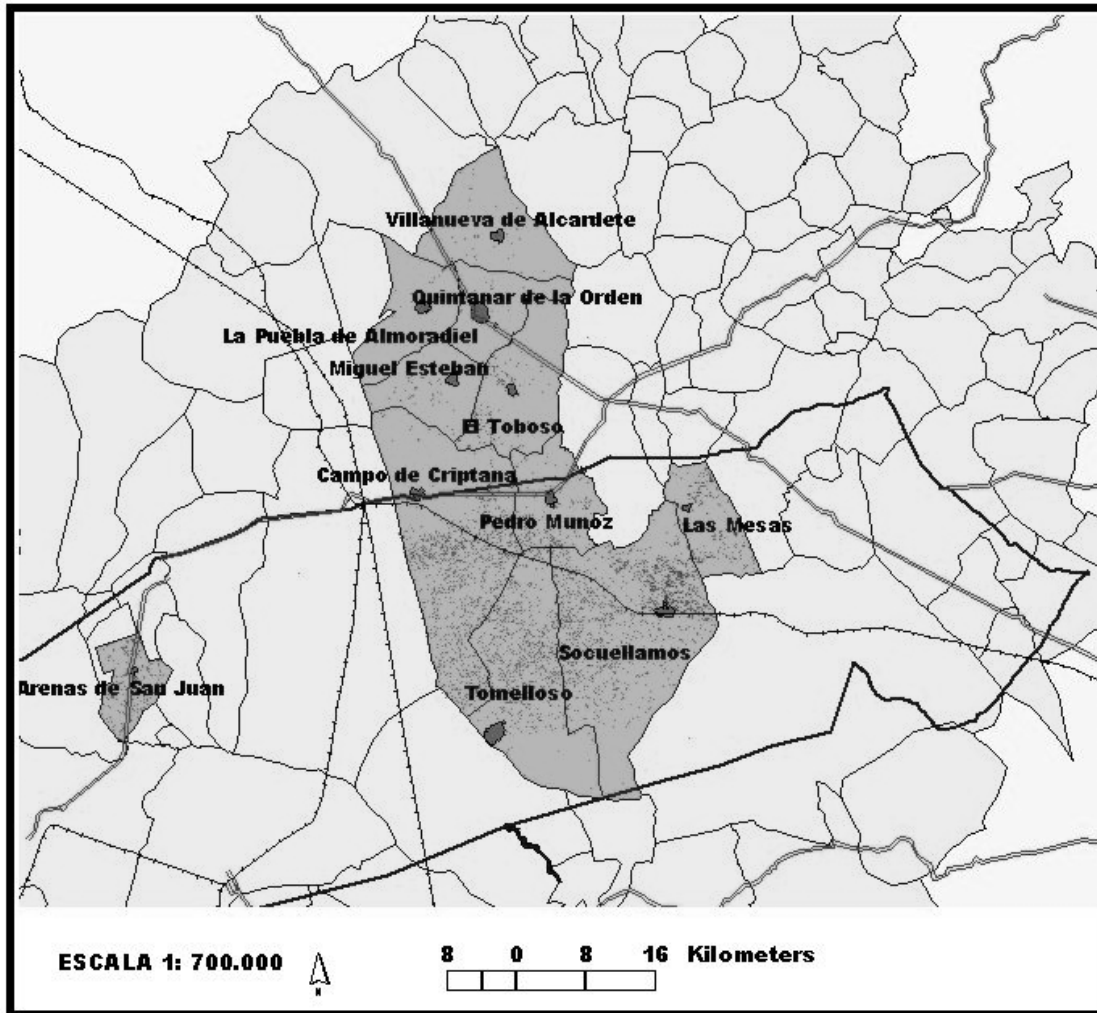 Villanueva de Alcardete
Quintanar de la Orden
La Puebla de Almoradiel
Miguel Esteban
El Toboso
Campo de Criptana
Pedro Munoz
Las Mesas
Socuellamos
Arenas de Sau Juan
Tomelloso
ESCALA 1: 700.000
N
8 0 8 16 Kilometers